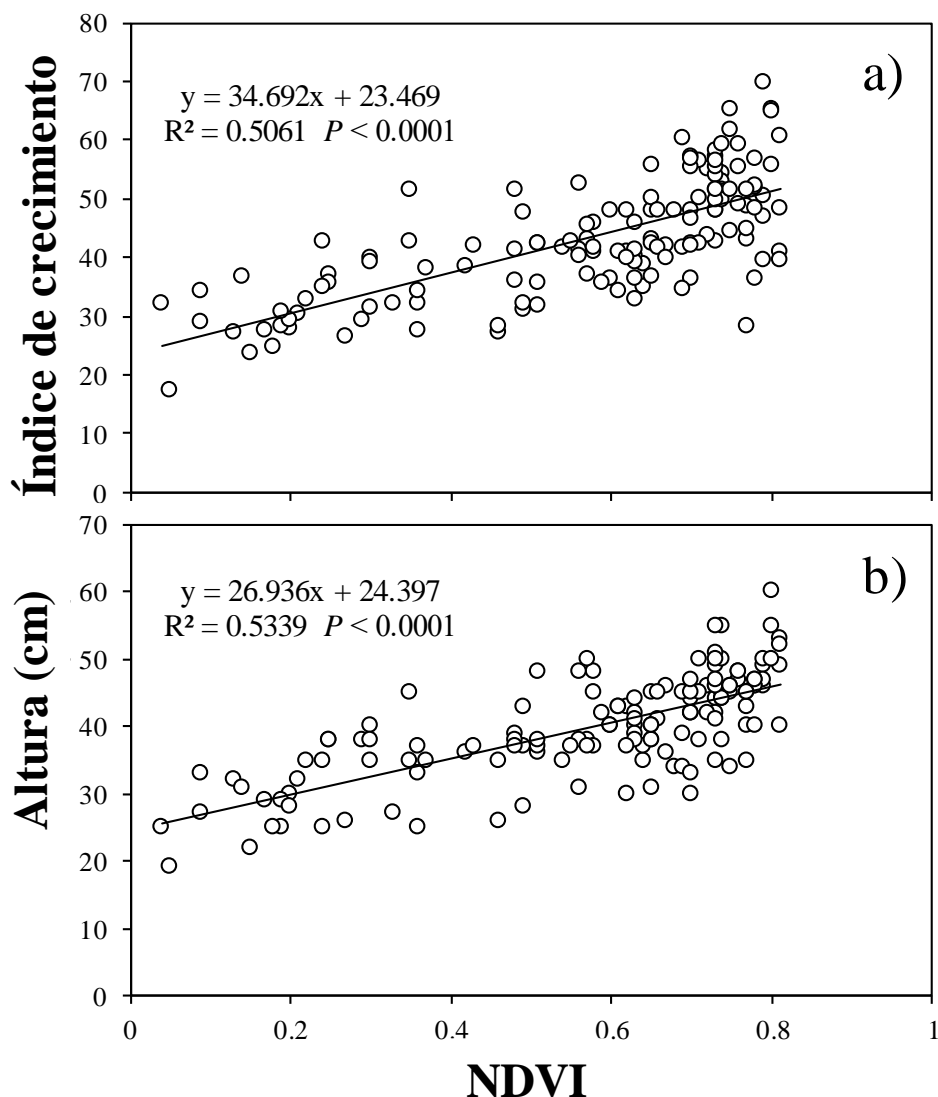 80
70
60
50
40
30
20
10
0
Índice de crecimiento
y = 34.692x + 23.469
R² = 0.5061 P < 0.0001
a)
70
60
50
40
30
20
10
0
Altura (cm)
y = 26.936x + 24.397
R² = 0.5339 P < 0.0001
b)
0 0.2 0.4 0.6 0.8 1
NDVI